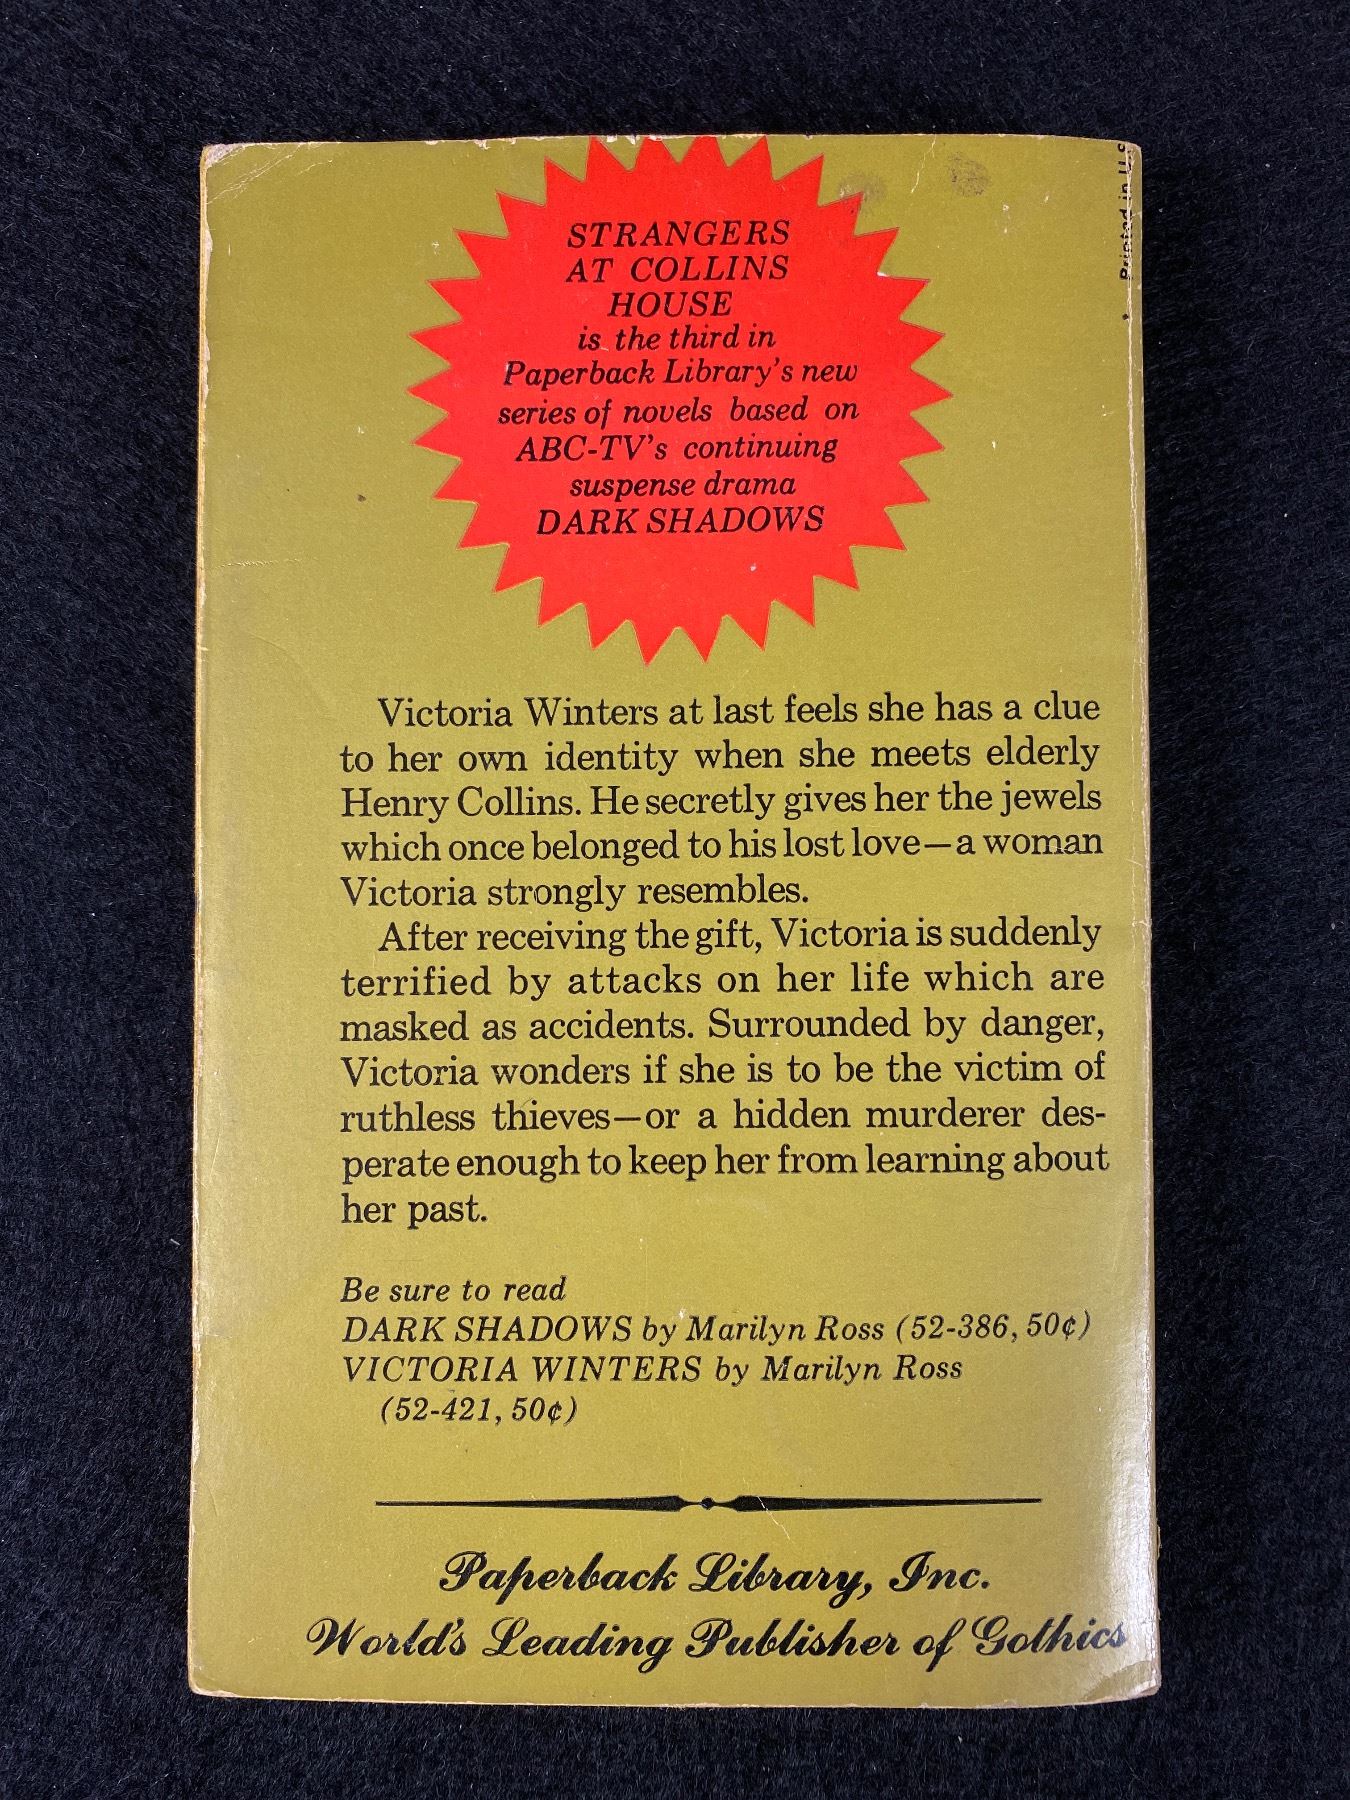 STRANGERS
AT COLLINS
HOUSE
is the third in
Paperback Library's new
series of novels based on
ABC-TV's continuing
suspense drama
DARK SHADOWS
Printed in U.S
Victoria Winters at last feels she has a clue
to her own identity when she meets elderly
Henry Collins. He secretly gives her the jewels
which once belonged to his lost love—a woman
Victoria strongly resembles.
After receiving the gift, Victoria is suddenly
terrified by attacks on her life which are
masked as accidents. Surrounded by danger,
Victoria wonders if she is to be the victim of
ruthless thieves—or a hidden murderer des-
perate enough to keep her from learning about
her past.
Be sure to read
DARK SHADOWS by Marilyn Ross (52-386, 50¢)
VICTORIA WINTERS by Marilyn Ross
(52-421, 50¢)
Paperback Library, Inc.
World's Leading Publisher of Gothics